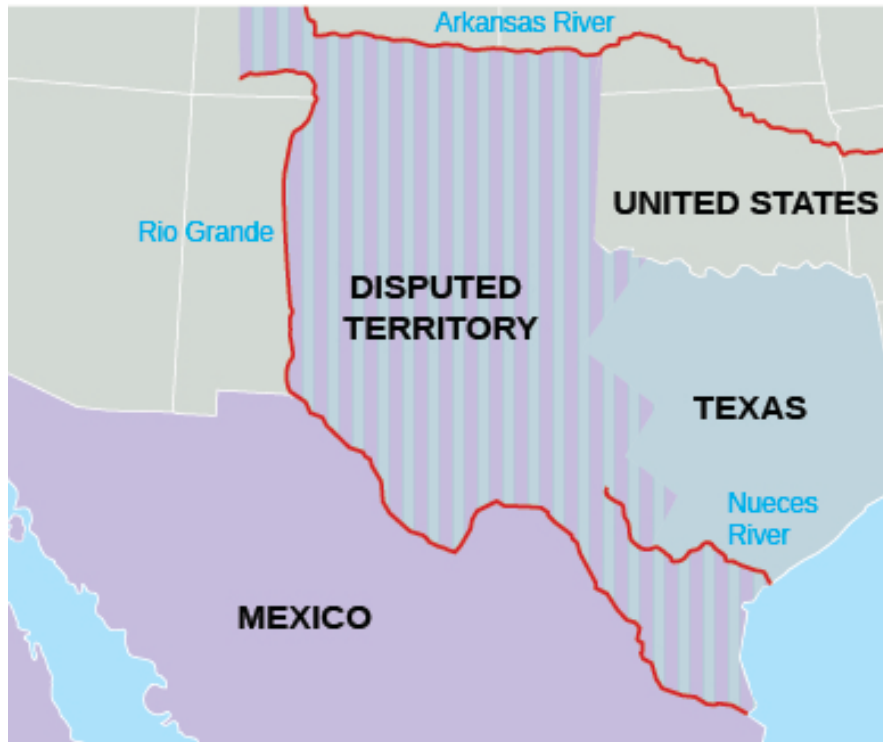 Arkansas River
UNITED STATES
Rio Grande
DISPUTED
TERRITORY
TEXAS
Nueces
River
MEXICO